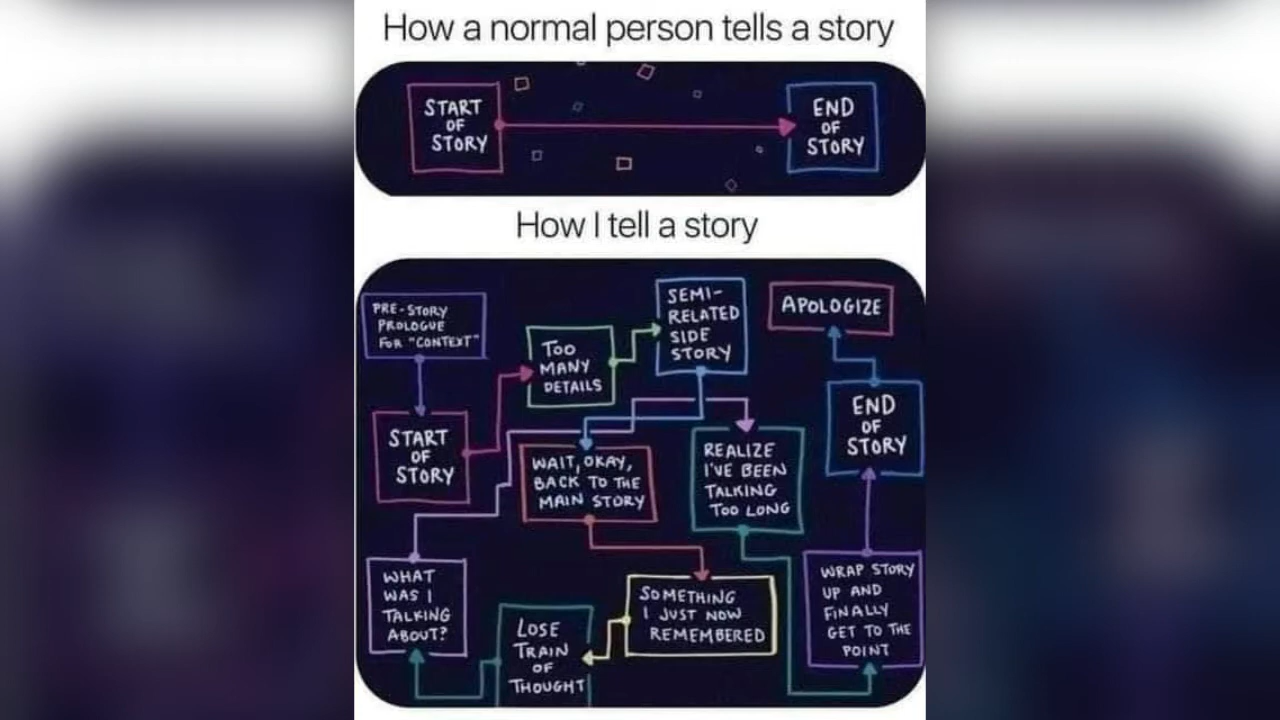 How a normal person tells a story
START
OF
STORY
END
OF
STORY
How I tell a story
PRE-STORY
PROLOGUE
FOR "CONTEXT"
START
OF
STORY
TOO
MANY
DETAILS
SEMI-
RELATED
SIDE
STORY
WAIT, OKAY,
BACK TO THE
MAIN STORY
SOMETHING
I JUST NOW
REMEMBERED
LOSE
TRAIN
OF
THOUGHT
WHAT
WAS I
TALKING
ABOUT?
REALIZE
I'VE BEEN
TALKING
TOO LONG
WRAP STORY
UP AND
FINALLY
GET TO THE
POINT
END
OF
STORY
APOLOGIZE